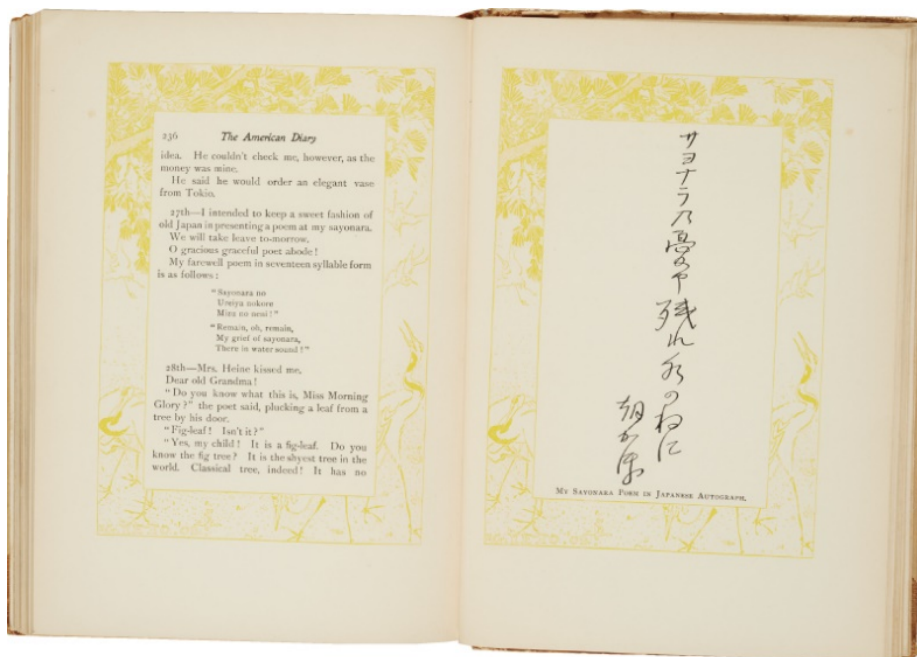 236 The American Diary
idea. He couldn't check me, however, as the
money was mine.
He said he would order an elegant vase
from Tokio.
27th—I intended to keep a sweet fashion of
old Japan in presenting a poem at my sayonara.
We will take leave to-morrow.
O gracious graceful poet abode!
My farewell poem in seventeen syllable form
is as follows:
"Sayonara no
Ureiya nokore
Mizu no neni!"
"Remain, oh, remain,
My grief of sayonara,
There in water sound!"
28th—Mrs. Heine kissed me.
Dear old Grandma!
"Do you know what this is, Miss Morning
Glory?" the poet said, plucking a leaf from a
tree by his door.
"Fig-leaf! Isn't it?"
"Yes, my child! It is a fig-leaf. Do you
know the fig tree? It is the shyest tree in the
world. Classical tree, indeed! It has no
サヨナラ乃憂ひや残れ水のねに
朝か保
My Sayonara Poem in Japanese Autograph.